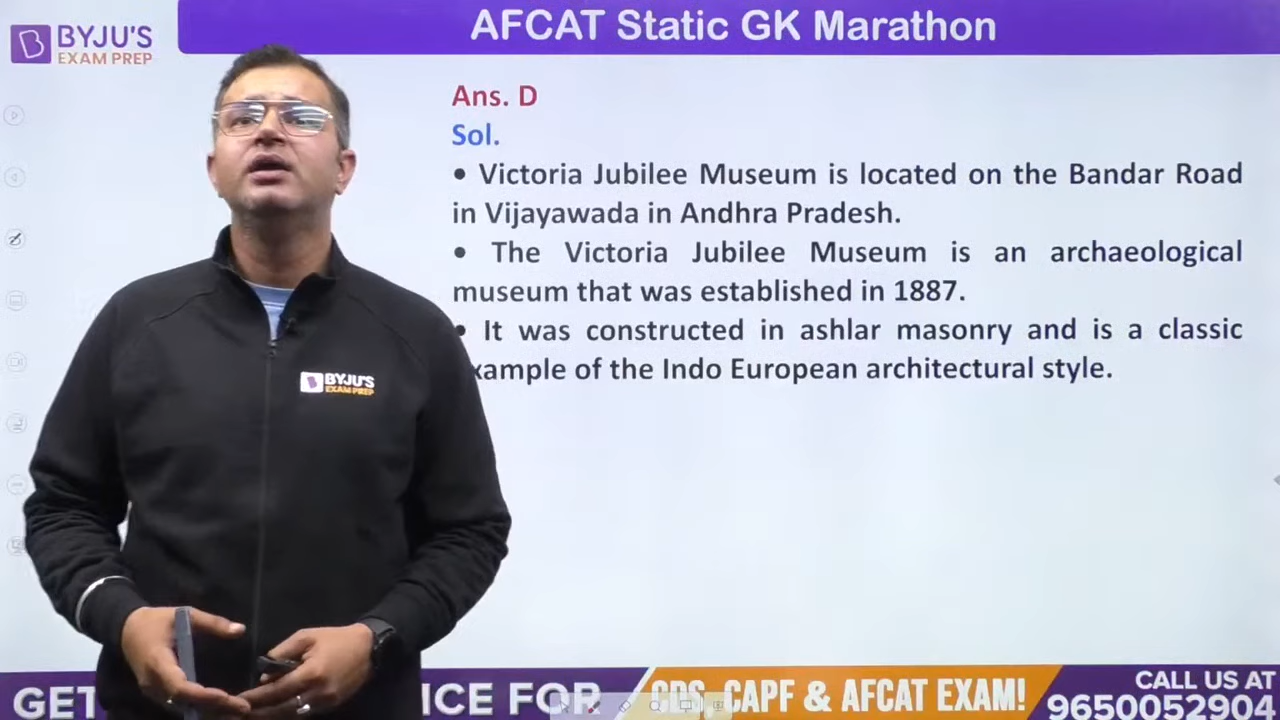 BYJU'S
EXAM PREP
AFCAT Static GK Marathon
Ans. D
Sol.
• Victoria Jubilee Museum is located on the Bandar Road
in Vijayawada in Andhra Pradesh.
• The Victoria Jubilee Museum is an archaeological
museum that was established in 1887.
• It was constructed in ashlar masonry and is a classic
xample of the Indo European architectural style.
BYJU'S
EXAM PREP
GET ICE FOR CDS, CAPF & AFCAT EXAM!
CALL US AT
9650052904